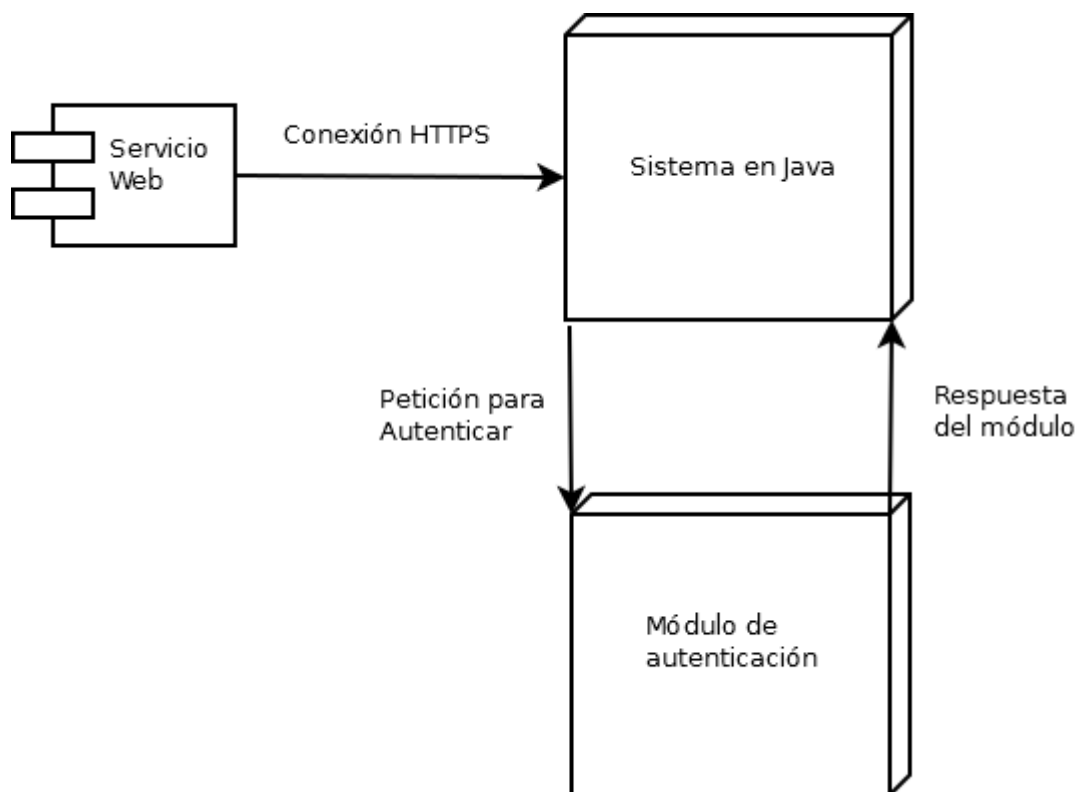 Conexión HTTPS
Servicio
Web
Sistema en Java
Petición para
Autenticar
Respuesta
del módulo
Módulo de
autenticación